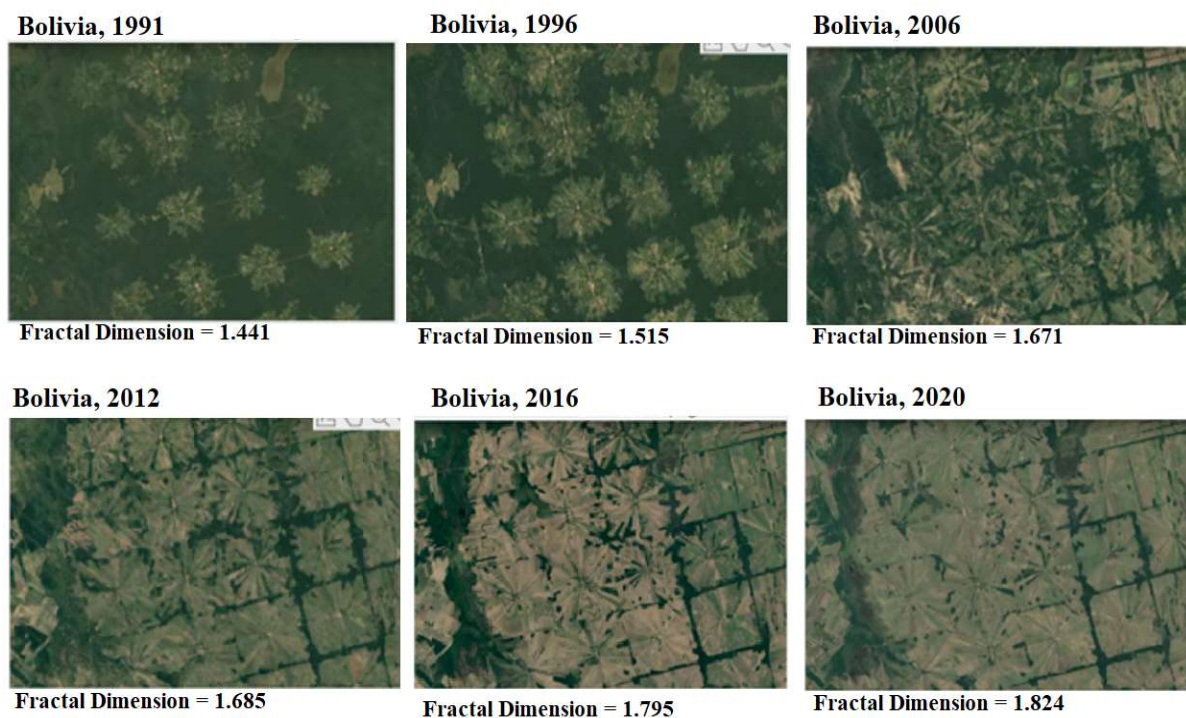 Bolivia, 1991
Bolivia, 1996
Bolivia, 2006
Fractal Dimension = 1.441
Fractal Dimension = 1.515
Fractal Dimension = 1.671
Bolivia, 2012
Bolivia, 2016
Bolivia, 2020
Fractal Dimension = 1.685
Fractal Dimension = 1.795
Fractal Dimension = 1.824